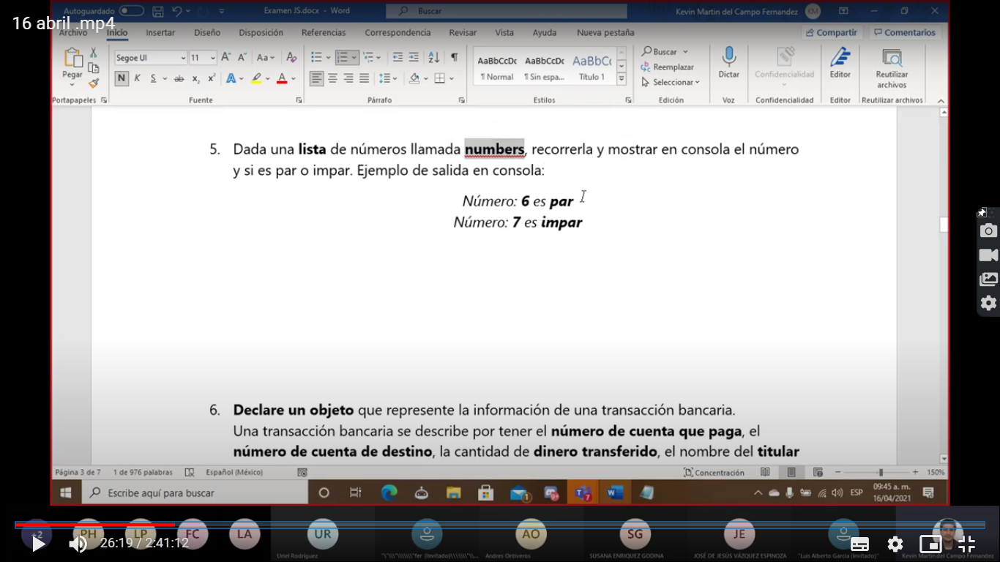 16 abril .mp4
Autoguardado
Examen JS.docx - Word
Buscar
Kevin Martin del Campo Fernandez
KM
Archivo Inicio Insertar Diseño Disposición Referencias Correspondencia Revisar Vista Ayuda Nueva pestaña
Compartir
Comentarios
Pegar
Segoe UI
11
AaBbCcDc AaBbCcDc AaBbCc
¶ Normal ¶ Sin espa... Título 1
Buscar
Reemplazar
Seleccionar
Dictar
Confidencialidad
Editor
Reutilizar
archivos
Portapapeles Fuente Párrafo Estilos Edición Voz Confidencialidad Editor Reutilizar archivos
5. Dada una lista de números llamada numbers, recorrerla y mostrar en consola el número
y si es par o impar. Ejemplo de salida en consola:
Número: 6 es par
Número: 7 es impar
6. Declare un objeto que represente la información de una transacción bancaria.
Una transacción bancaria se describe por tener el número de cuenta que paga, el
número de cuenta de destino, la cantidad de dinero transferido, el nombre del titular
Página 3 de 7 1 de 976 palabras Español (México) Concentración 150%
Escribe aquí para buscar
ESP
09:45 a. m.
16/04/2021
+2 PH LP FC LA UR AO SG JE
26:19 / 2:41:12
Uriel Rodríguez
Andres Ontiveros
SUSANA ENRIQUEZ GODINA
JOSÉ DE JESÚS VÁZQUEZ ESPINOZA
"Luis Alberto García (Invitado)"
Kevin Martin del Campo Fernandez